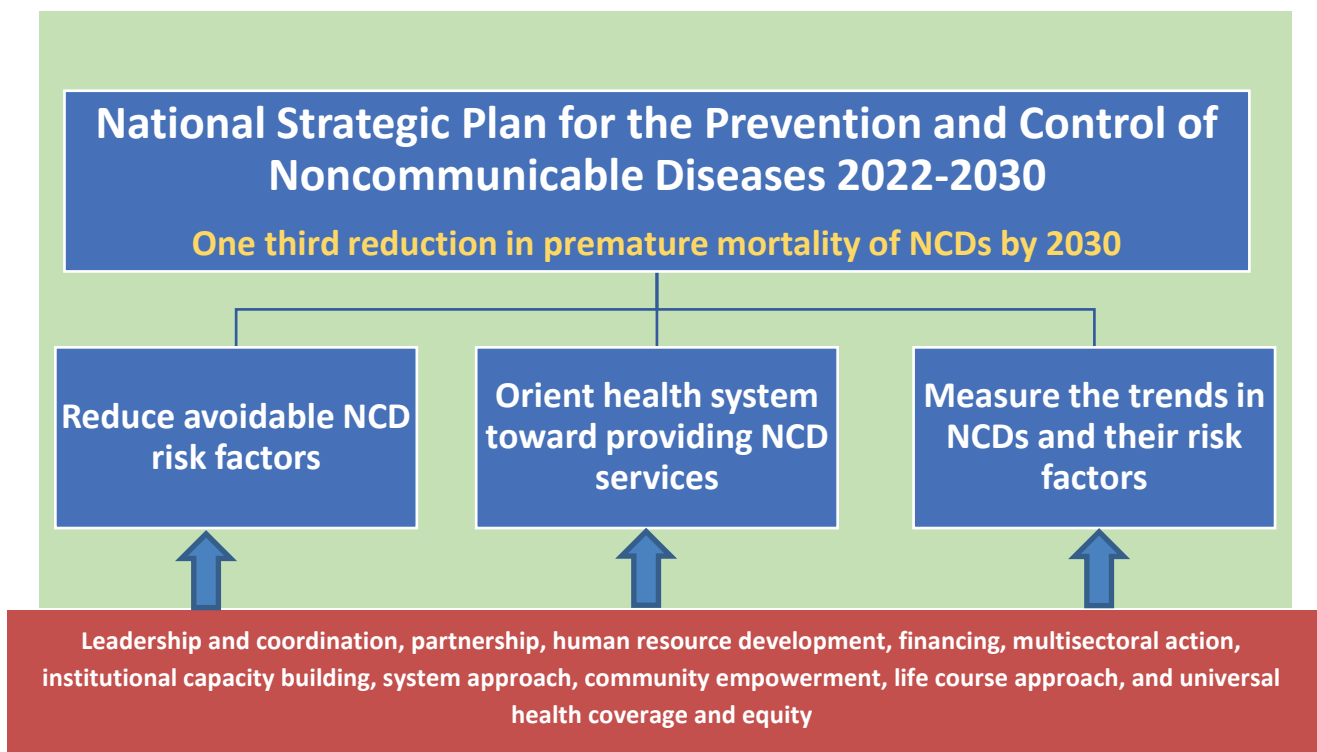 National Strategic Plan for the Prevention and Control of
Noncommunicable Diseases 2022-2030
One third reduction in premature mortality of NCDs by 2030
Reduce avoidable NCD
risk factors
Orient health system
toward providing NCD
services
Measure the trends in
NCDs and their risk
factors
Leadership and coordination, partnership, human resource development, financing, multisectoral action,
institutional capacity building, system approach, community empowerment, life course approach, and universal
health coverage and equity